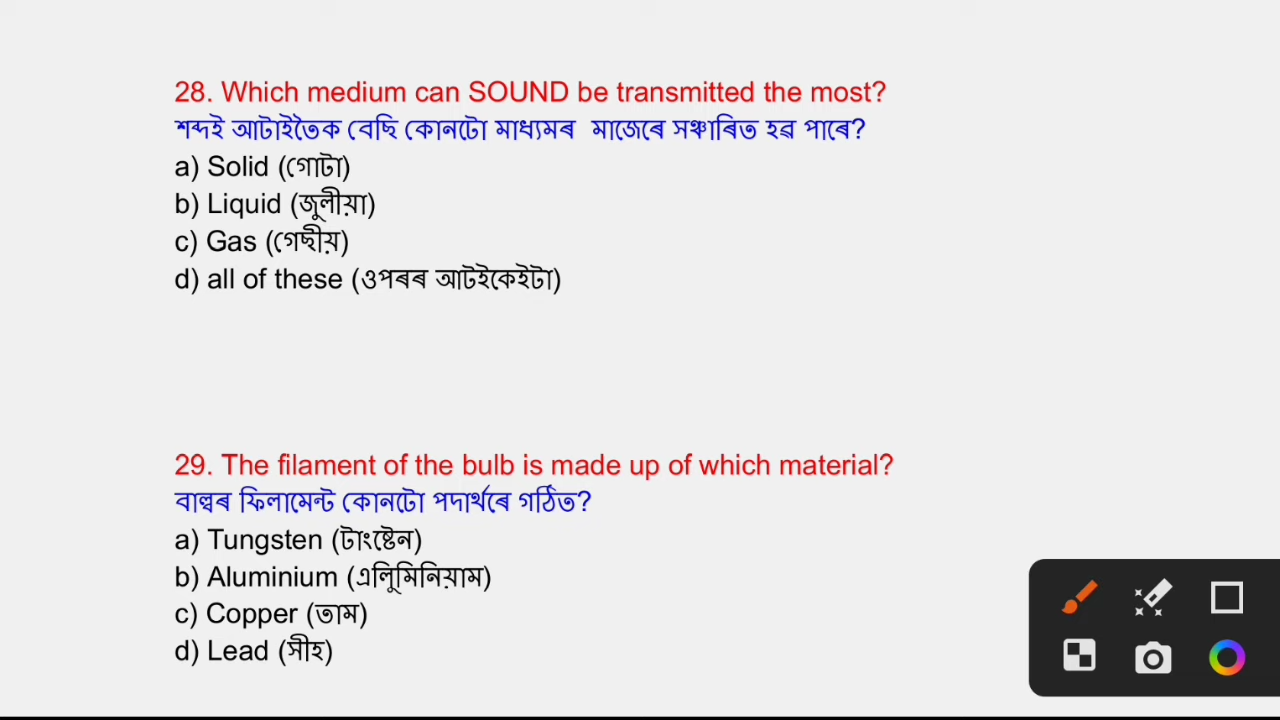 28. Which medium can SOUND be transmitted the most?
শব্দই আটাইতৈক বেছি কোনটো মাধ্যমৰ মাজেৰে সঞ্চাৰিত হৱ পাৰে?
a) Solid (গোটা)
b) Liquid (জুলীয়া)
c) Gas (গেছীয়)
d) all of these (ওপৰৰ আটইকেইটা)
29. The filament of the bulb is made up of which material?
বাল্বৰ ফিলামেন্ট কোনটো পদাৰ্থৰে গঠিত?
a) Tungsten (টাংষ্টেন)
b) Aluminium (এলিুমিনিয়াম)
c) Copper (তাম)
d) Lead (সীহ)